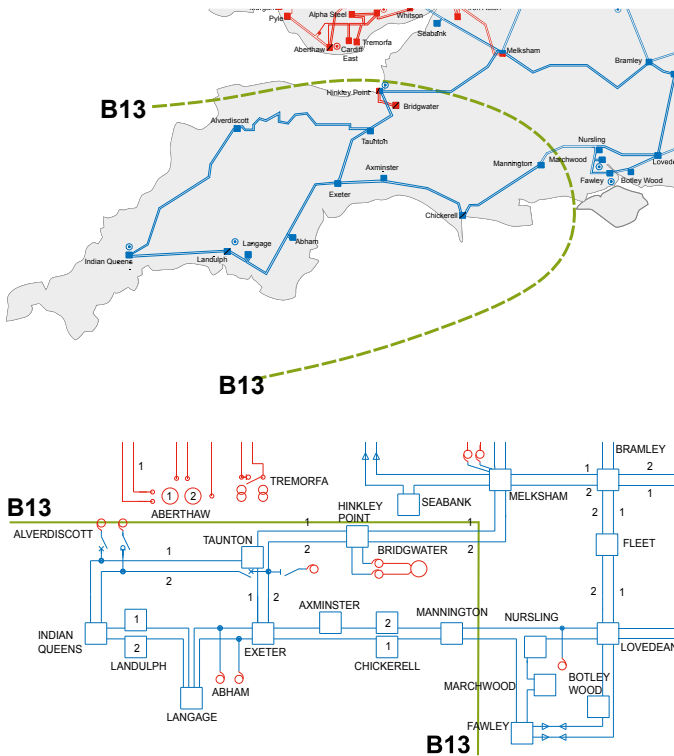 Pyle
Alpha Steel
Whitson
Seabank
Aberthaw
Cardiff
East
Tremorfa
Melksham
Bramley
Hinkley Point
B13
Bridgwater
Alverdiscott
Taunton
Nursling
Axminster
Mannington
Marchwood
Lovedean
Exeter
Fawley
Botley Wood
Chickerell
Langage
Abham
Indian Queens
Landulph
B13
BRAMLEY
1
2
1
2
TREMORFA
1
2
ABERTHAW
SEABANK
MELKSHAM
2
1
B13
HINKLEY
POINT
2
1
ALVERDISCOTT
TAUNTON
1
2
BRIDGWATER
FLEET
1
2
1
2
AXMINSTER
MANNINGTON
NURSLING
2
1
INDIAN
QUEENS
1
2
LANDULPH
EXETER
2
1
CHICKERELL
LOVEDEAN
ABHAM
MARCHWOOD
BOTLEY
WOOD
LANGAGE
FAWLEY
B13